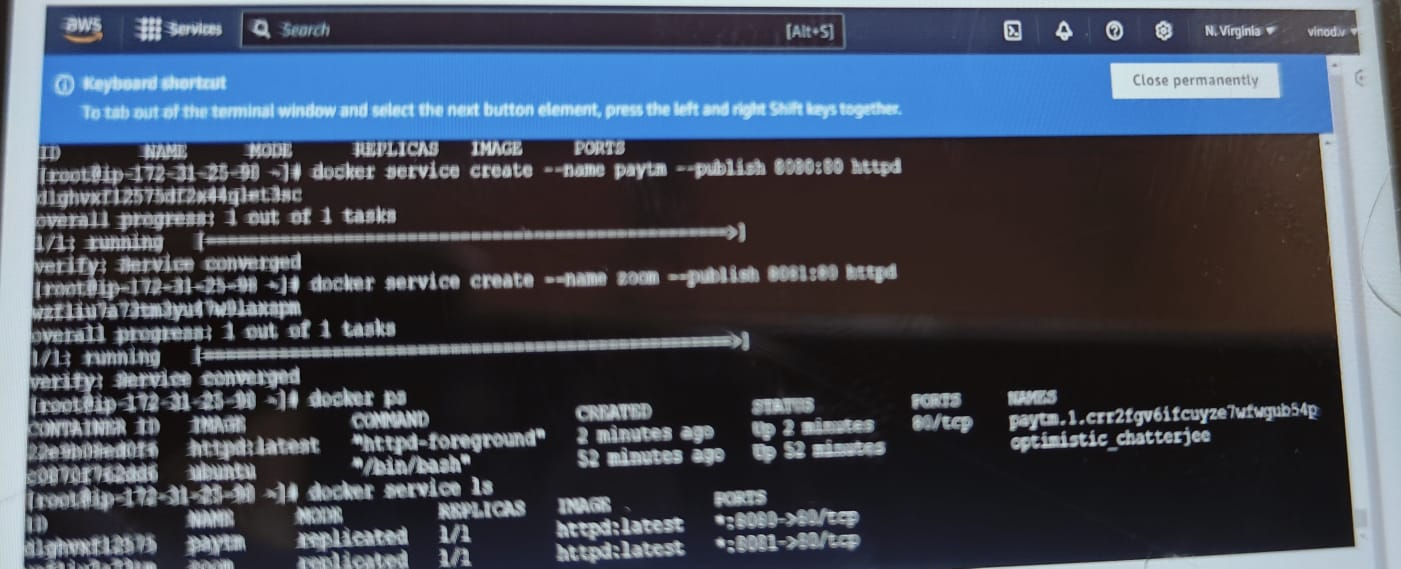 aws Services Search [Alt+S] N. Virginia vinod.v
Keyboard shortcut Close permanently
To tab out of the terminal window and select the next button element, press the left and right Shift keys together.
ID NAME MODE REPLICAS IMAGE PORTS
[root@ip-172-31-25-90 ~]# docker service create --name paytm --publish 8080:80 httpd
overall progress: 1 out of 1 tasks
1/1: running [==================================================>]
verify: Service converged
[root@ip-172-31-25-90 ~]# docker service create --name zoom --publish 8081:80 httpd
overall progress: 1 out of 1 tasks
1/1: running [==================================================>]
verify: Service converged
[root@ip-172-31-25-90 ~]# docker ps
CONTAINER ID IMAGE COMMAND CREATED STATUS PORTS NAMES
httpd:latest "httpd-foreground" 2 minutes ago Up 2 minutes 80/tcp paytm.1.crr2fgv6ifcuyze7wfwgub54p
ubuntu "/bin/bash" 52 minutes ago Up 52 minutes optimistic_chatterjee
[root@ip-172-31-25-90 ~]# docker service ls
ID NAME MODE REPLICAS IMAGE PORTS
paytm replicated 1/1 httpd:latest *:8080->80/tcp
zoom replicated 1/1 httpd:latest *:8081->80/tcp